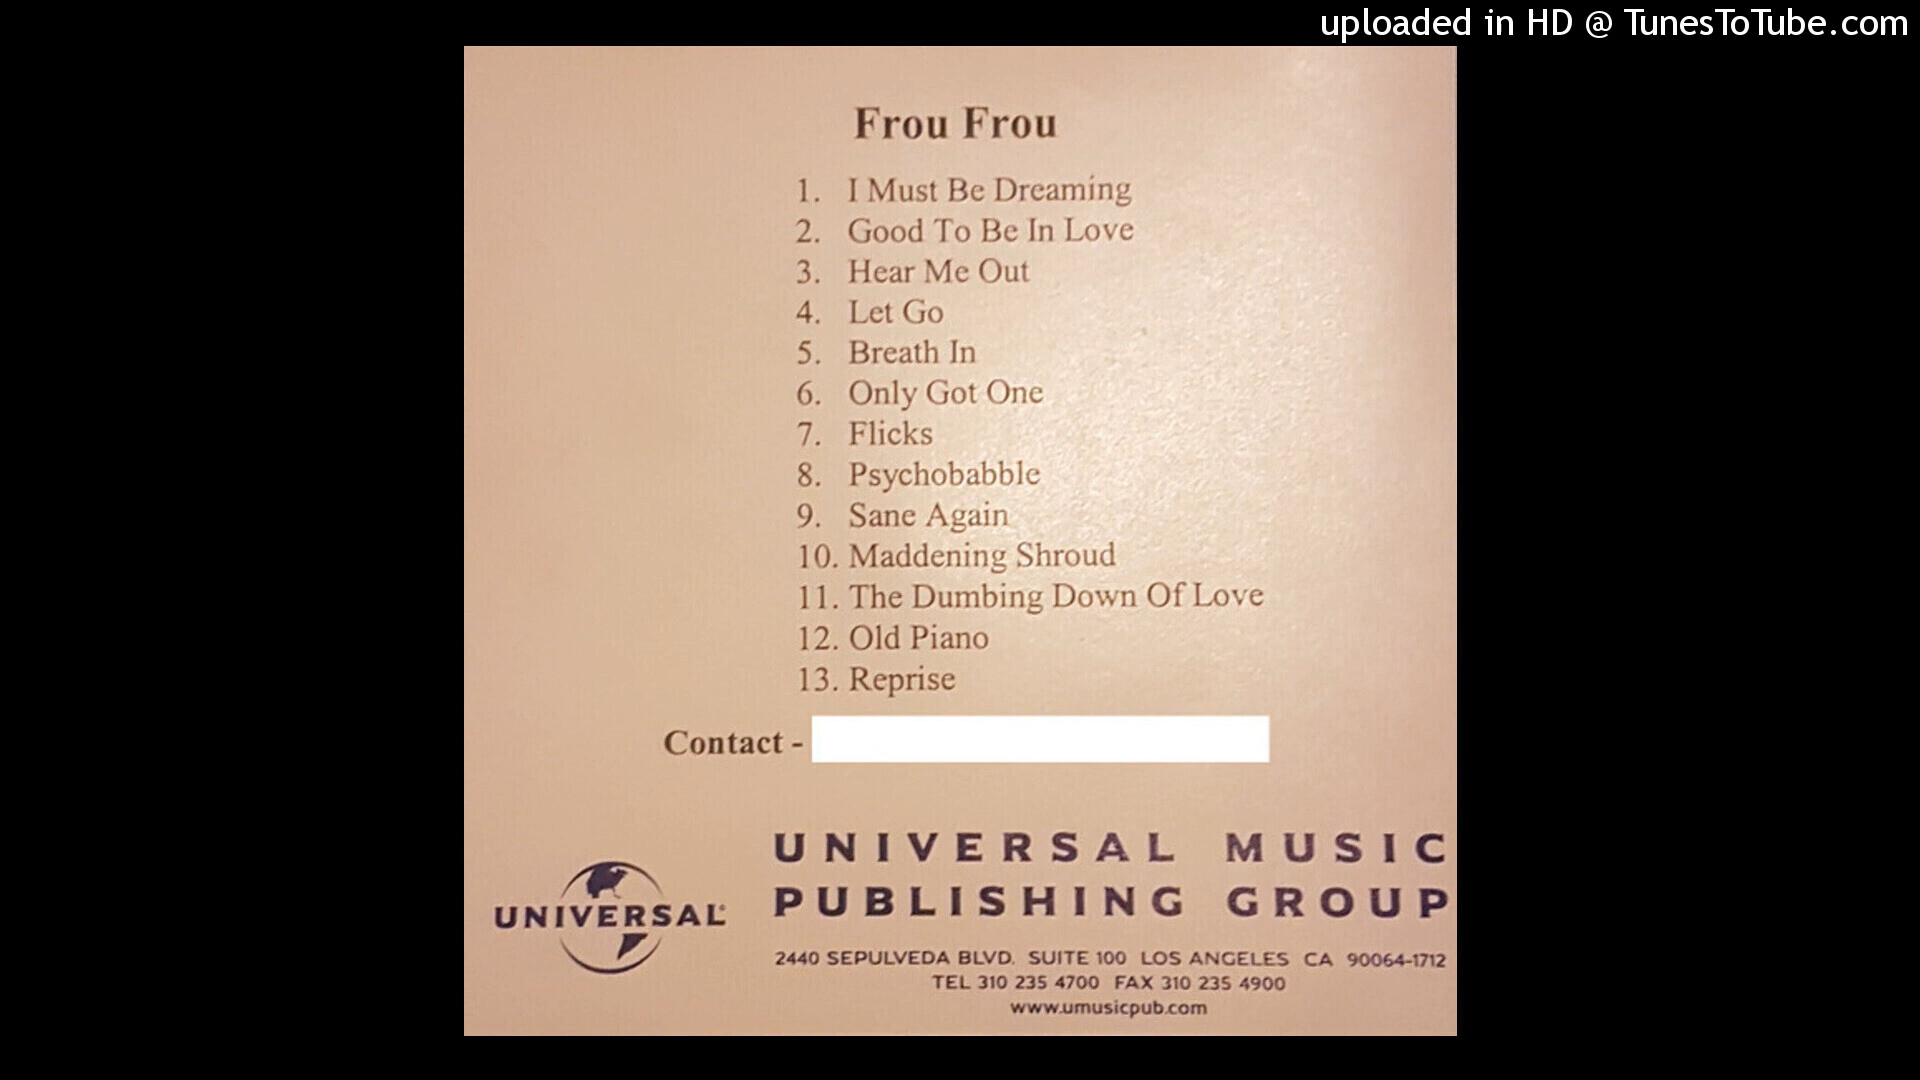 uploaded in HD @ TunesToTube.com
Frou Frou
1. I Must Be Dreaming
2. Good To Be In Love
3. Hear Me Out
4. Let Go
5. Breath In
6. Only Got One
7. Flicks
8. Psychobabble
9. Sane Again
10. Maddening Shroud
11. The Dumbing Down Of Love
12. Old Piano
13. Reprise
Contact -
UNIVERSAL MUSIC
PUBLISHING GROUP
UNIVERSAL
2440 SEPULVEDA BLVD. SUITE 100 LOS ANGELES CA 90064-1712
TEL 310 235 4700 FAX 310 235 4900
www.umusicpub.com